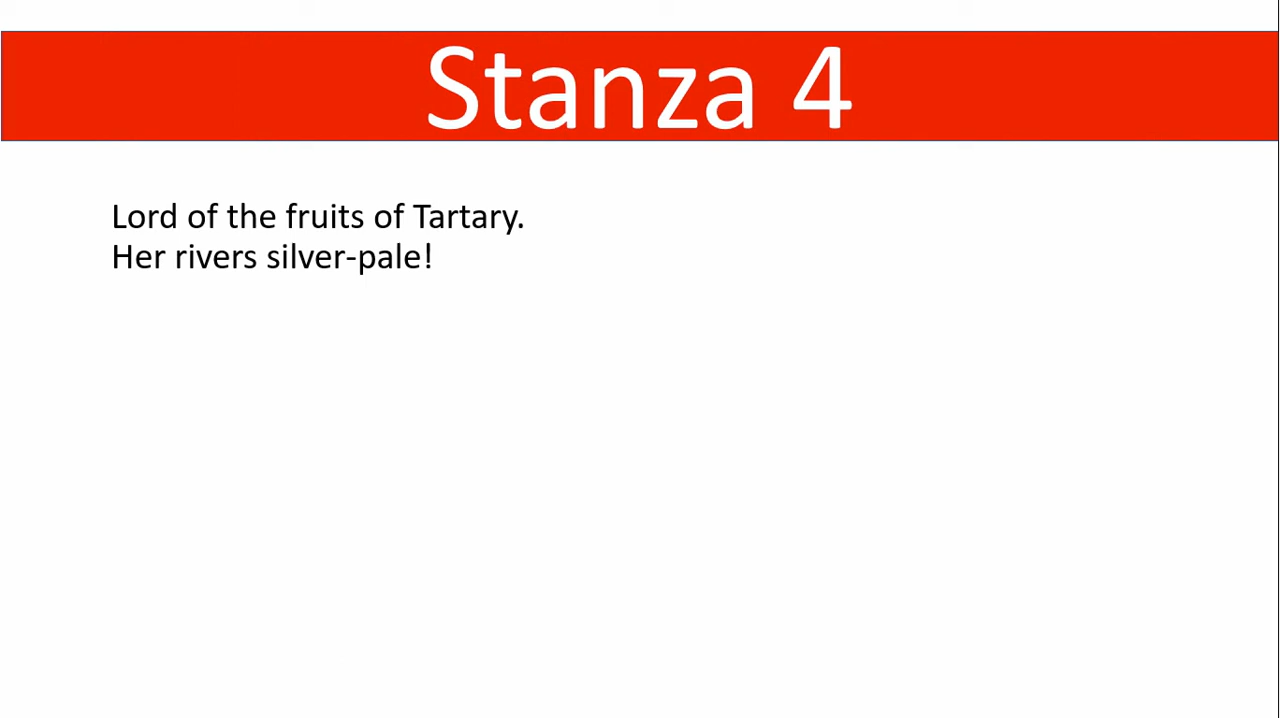 Stanza 4
Lord of the fruits of Tartary.
Her rivers silver-pale!